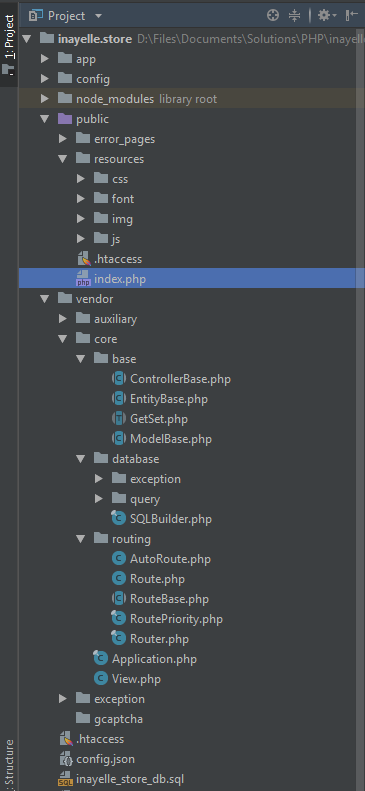 Project
1: Project
inayelle.store D:\Files\Documents\Solutions\PHP\inayelle
app
config
node_modules library root
public
error_pages
resources
css
font
img
js
.htaccess
index.php
vendor
auxiliary
core
base
ControllerBase.php
EntityBase.php
GetSet.php
ModelBase.php
database
exception
query
SQLBuilder.php
routing
AutoRoute.php
Route.php
RouteBase.php
RoutePriority.php
Router.php
Application.php
View.php
exception
gcaptcha
.htaccess
config.json
inayelle_store_db.sql
: Structure